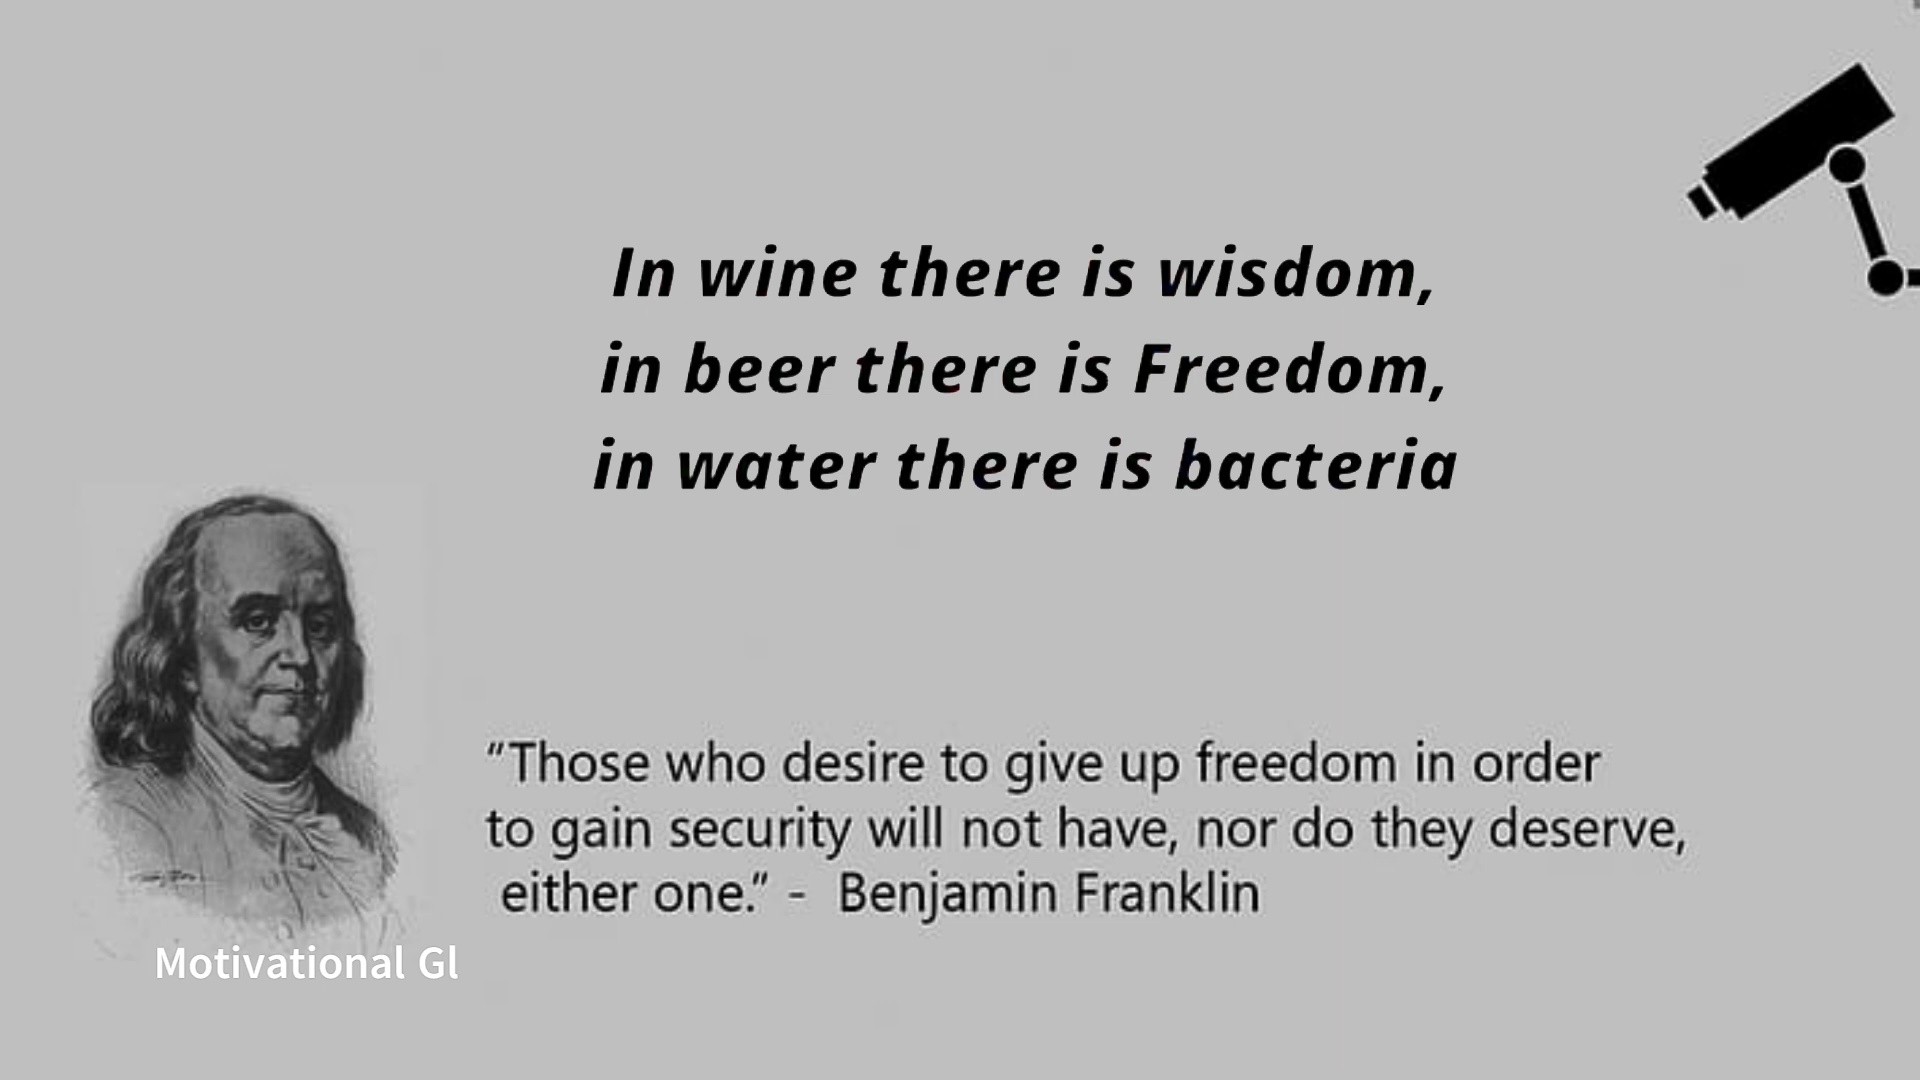 In wine there is wisdom,
in beer there is Freedom,
in water there is bacteria
“Those who desire to give up freedom in order
to gain security will not have, nor do they deserve,
either one.” - Benjamin Franklin
Motivational Gl